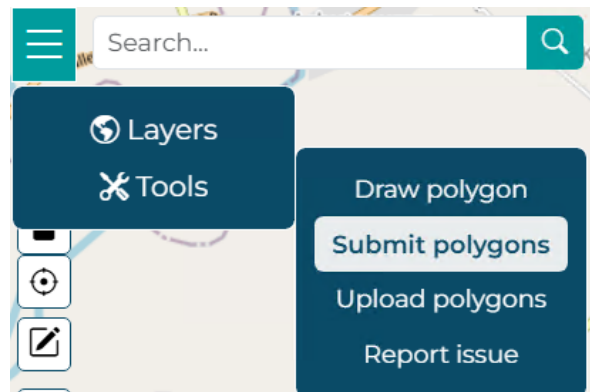 Search...
Layers
Tools
Draw polygon
Submit polygons
Upload polygons
Report issue